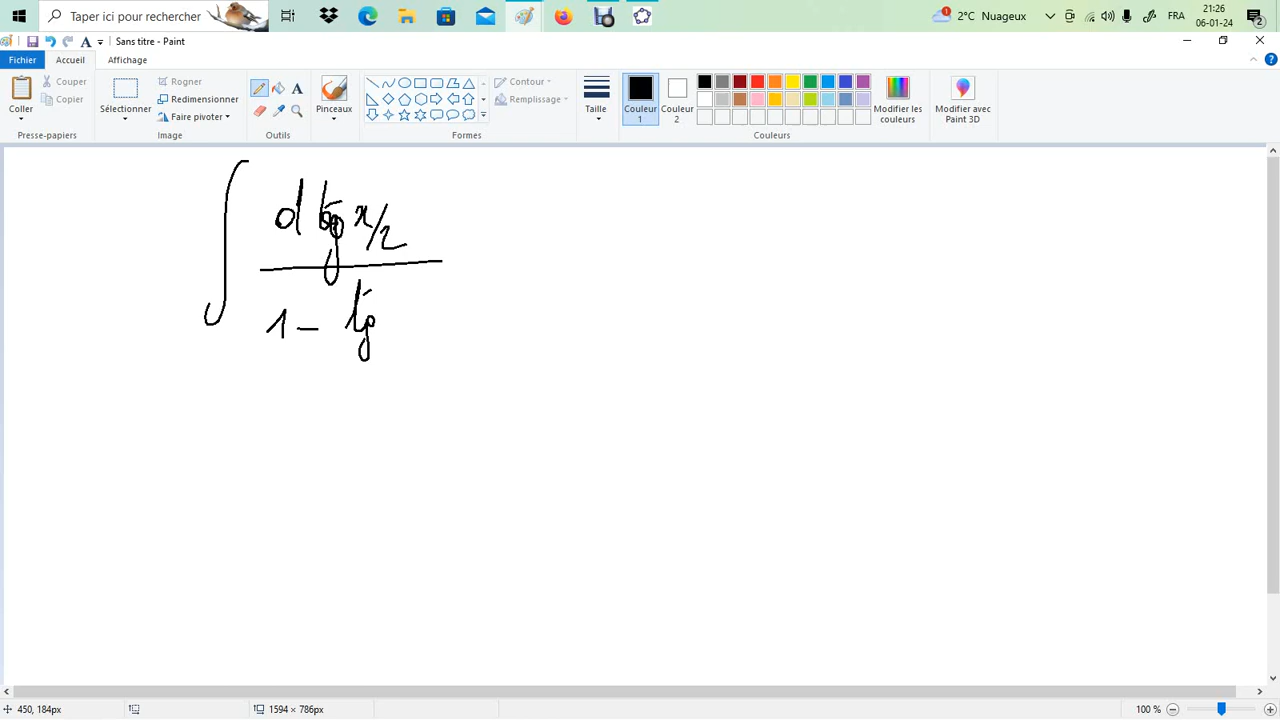 Taper ici pour rechercher
2°C Nuageux
FRA
21:26
06-01-24
2
Sans titre - Paint
Fichier
Accueil
Affichage
Coller
Couper
Copier
Presse-papiers
Sélectionner
Rogner
Redimensionner
Faire pivoter
Image
A
Outils
Pinceaux
Contour
Remplissage
Formes
Taille
Couleur 1
Couleur 2
Modifier les couleurs
Couleurs
Modifier avec Paint 3D
∫ d tg x/2
1 - tg
450, 184px
1594 × 786px
100 %